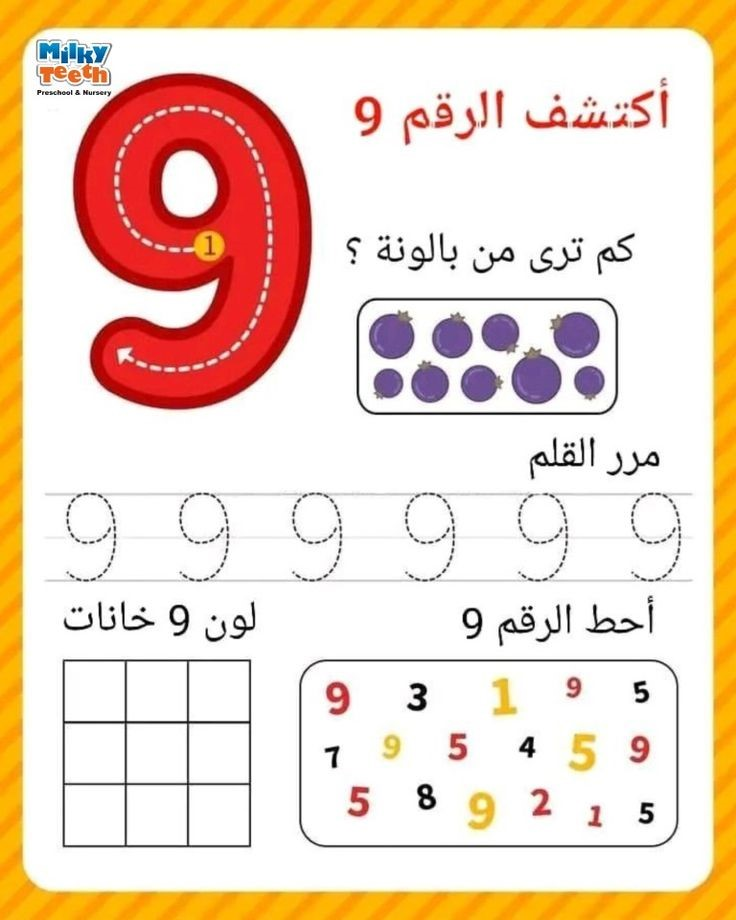 Milky
Teeth
Preschool & Nursery
أكتشف الرقم 9
9
1
كم ترى من بالونة ؟
مرر القلم
9 9 9 9 9 9
أحط الرقم 9
لون 9 خانات
9 3 1 9 5
7 9 5 4 5 9
5 8 9 2 1 5